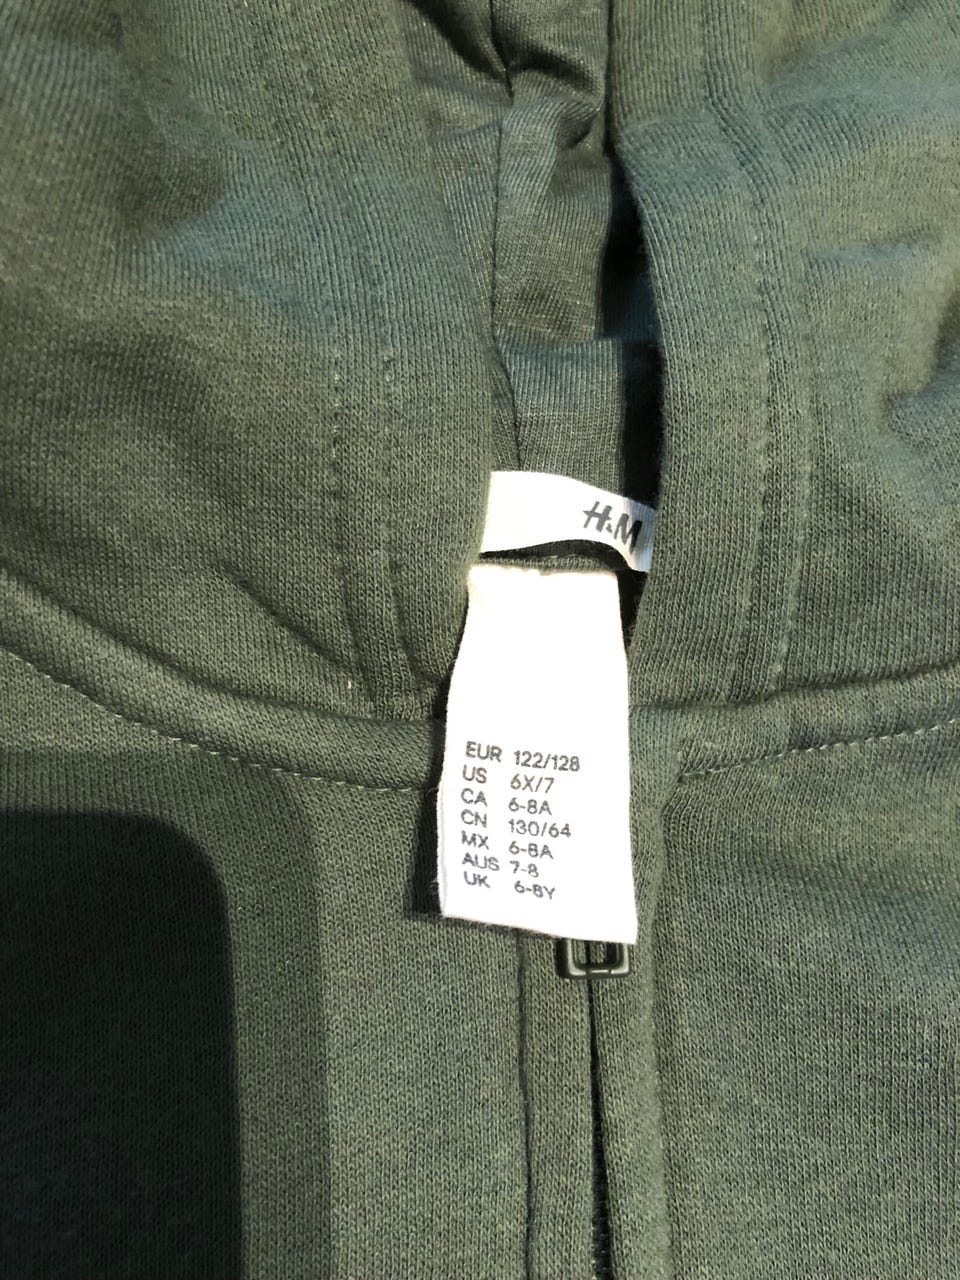 H&M
EUR 122/128
US 6X/7
CA 6-8A
CN 130/64
MX 6-8A
AUS 7-8
UK 6-8Y